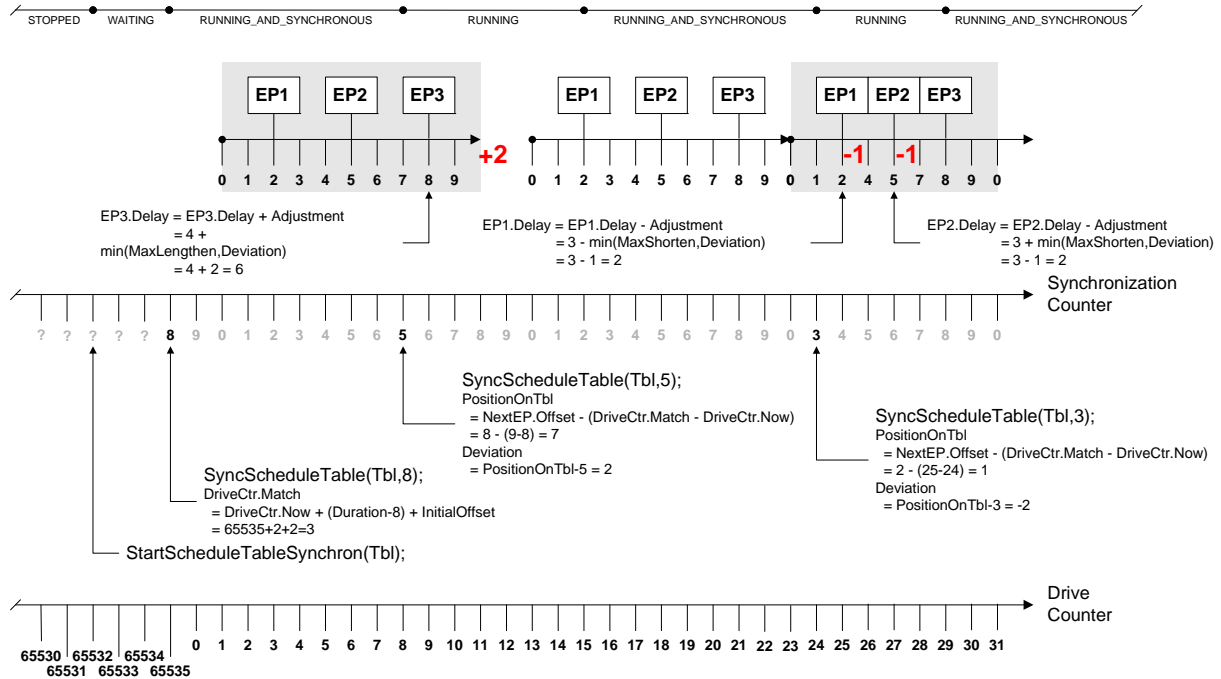 STOPPED WAITING RUNNING_AND_SYNCHRONOUS RUNNING RUNNING_AND_SYNCHRONOUS RUNNING RUNNING_AND_SYNCHRONOUS
EP1 EP2 EP3 EP1 EP2 EP3 EP1 EP2 EP3
+2 -1 -1
0 1 2 3 4 5 6 7 8 9 0 1 2 3 4 5 6 7 8 9 0 1 2 4 5 7 8 9 0
EP3.Delay = EP3.Delay + Adjustment
= 4 +
min(MaxLengthen,Deviation)
= 4 + 2 = 6
EP1.Delay = EP1.Delay - Adjustment
= 3 - min(MaxShorten,Deviation)
= 3 - 1 = 2
EP2.Delay = EP2.Delay - Adjustment
= 3 + min(MaxShorten,Deviation)
= 3 - 1 = 2
Synchronization
Counter
? ? ? ? ? 8 9 0 1 2 3 4 5 6 5 6 7 8 9 0 1 2 3 4 5 6 7 8 9 0 3 4 5 6 7 8 9 0
SyncScheduleTable(Tbl,5);
PositionOnTbl
= NextEP.Offset - (DriveCtr.Match - DriveCtr.Now)
= 8 - (9-8) = 7
Deviation
= PositionOnTbl-5 = 2
SyncScheduleTable(Tbl,3);
PositionOnTbl
= NextEP.Offset - (DriveCtr.Match - DriveCtr.Now)
= 2 - (25-24) = 1
Deviation
= PositionOnTbl-3 = -2
SyncScheduleTable(Tbl,8);
DriveCtr.Match
= DriveCtr.Now + (Duration-8) + InitialOffset
= 65535+2+2=3
StartScheduleTableSynchron(Tbl);
Drive
Counter
0 1 2 3 4 5 6 7 8 9 10 11 12 13 14 15 16 17 18 19 20 21 22 23 24 25 26 27 28 29 30 31
65530 65532 65534
65531 65533 65535